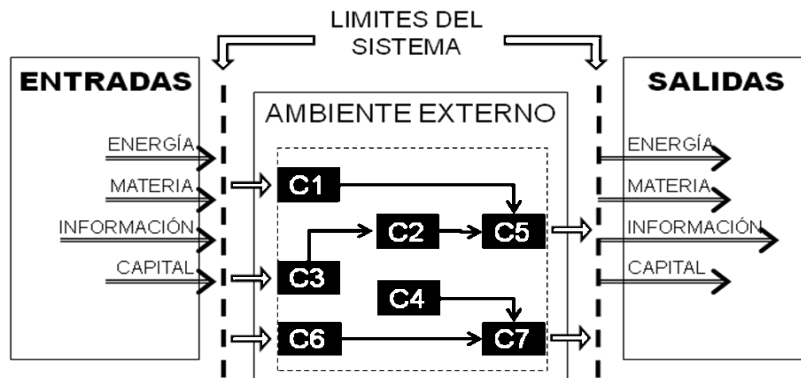 LIMITES DEL
SISTEMA
ENTRADAS
ENERGÍA
MATERIA
INFORMACIÓN
CAPITAL
AMBIENTE EXTERNO
C1
C2
C5
C3
C4
C6
C7
SALIDAS
ENERGÍA
MATERIA
INFORMACIÓN
CAPITAL